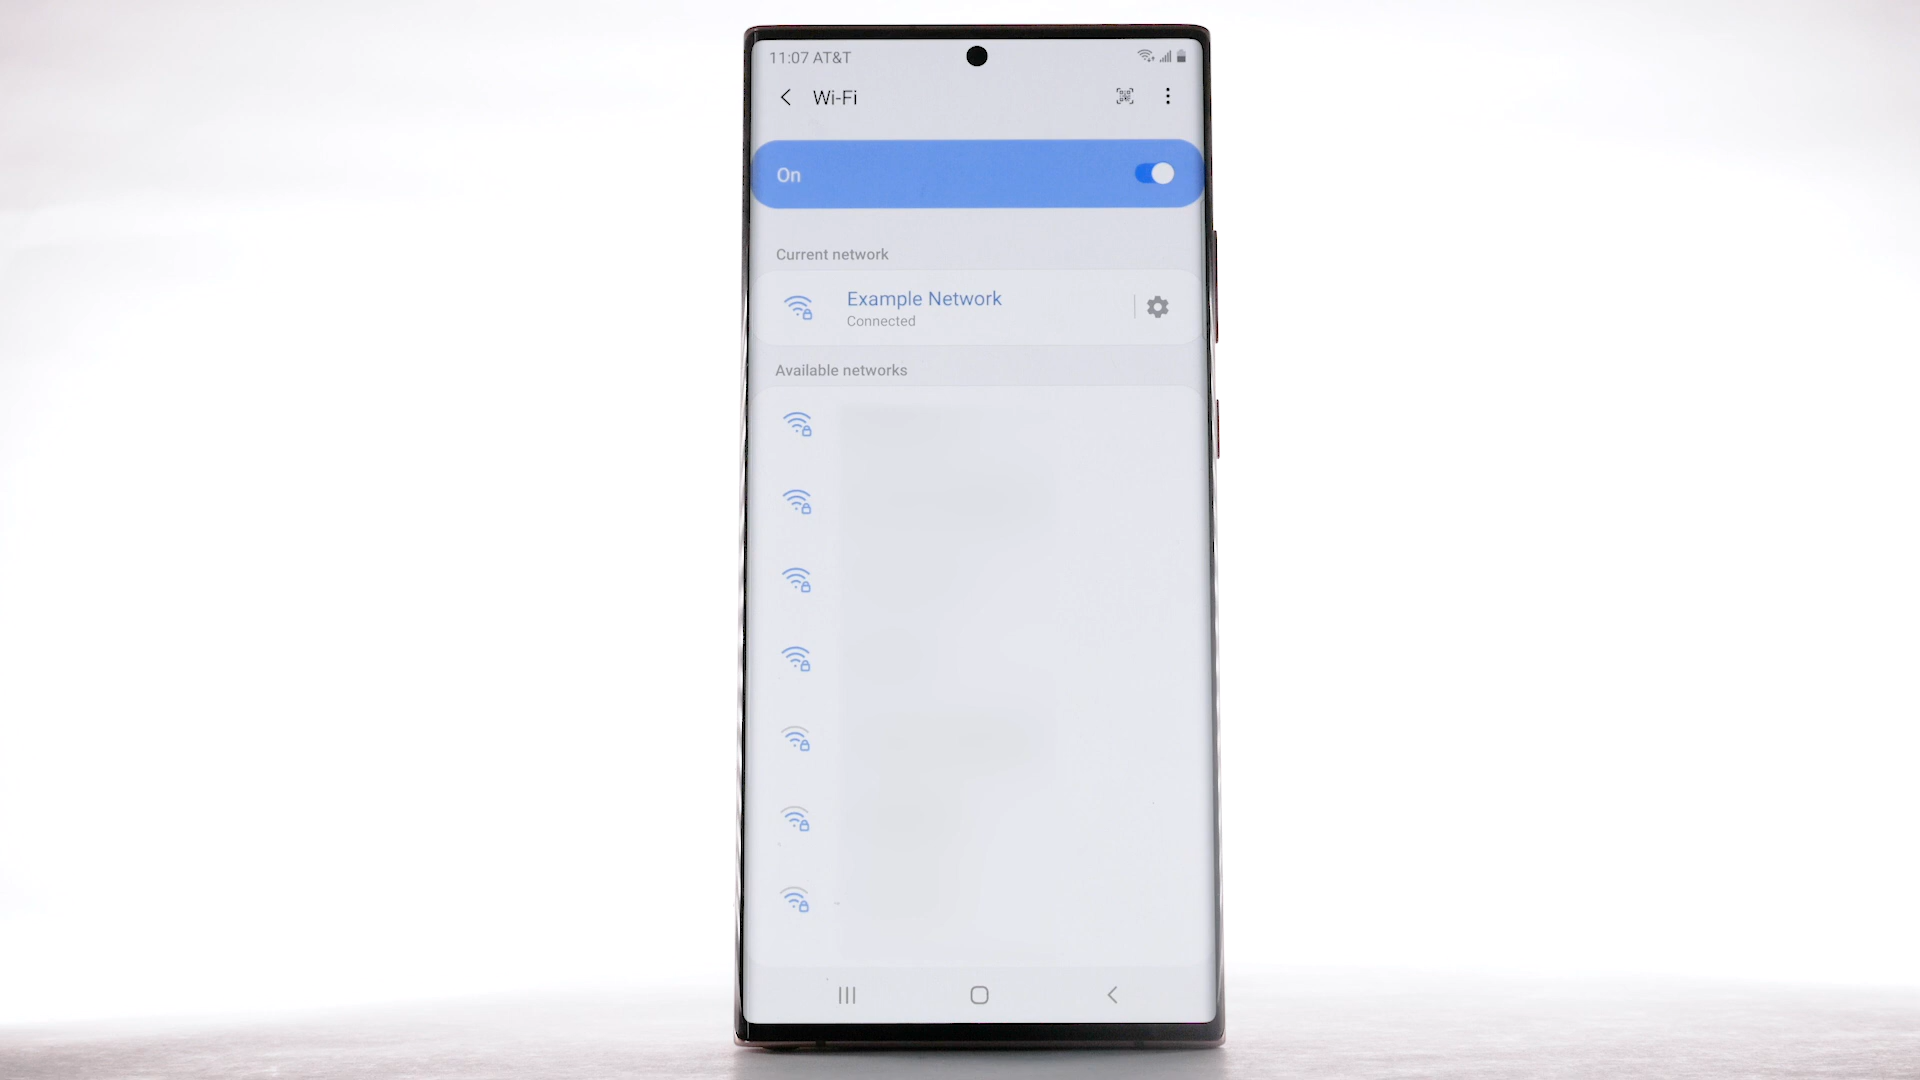 11:07 AT&T
Wi-Fi
On
Current network
Example Network
Connected
Available networks